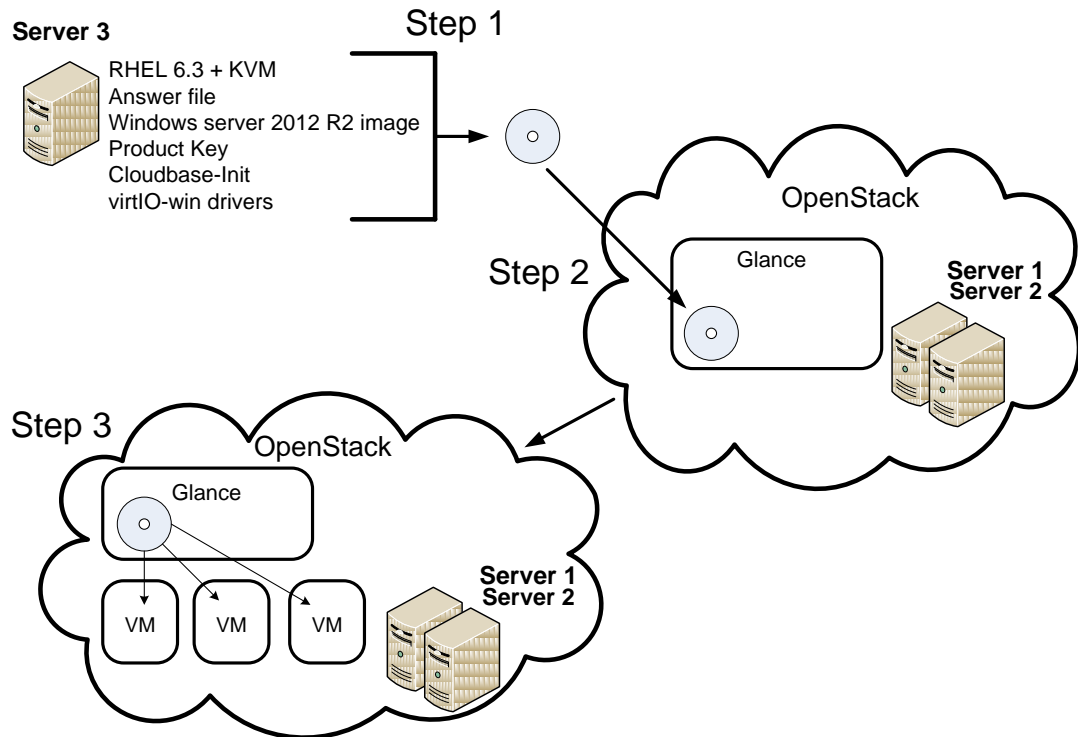 Step 1
Server 3
RHEL 6.3 + KVM
Answer file
Windows server 2012 R2 image
Product Key
Cloudbase-Init
virtIO-win drivers
OpenStack
Step 2
Glance
Server 1
Server 2
Step 3
OpenStack
Glance
Server 1
Server 2
VM
VM
VM